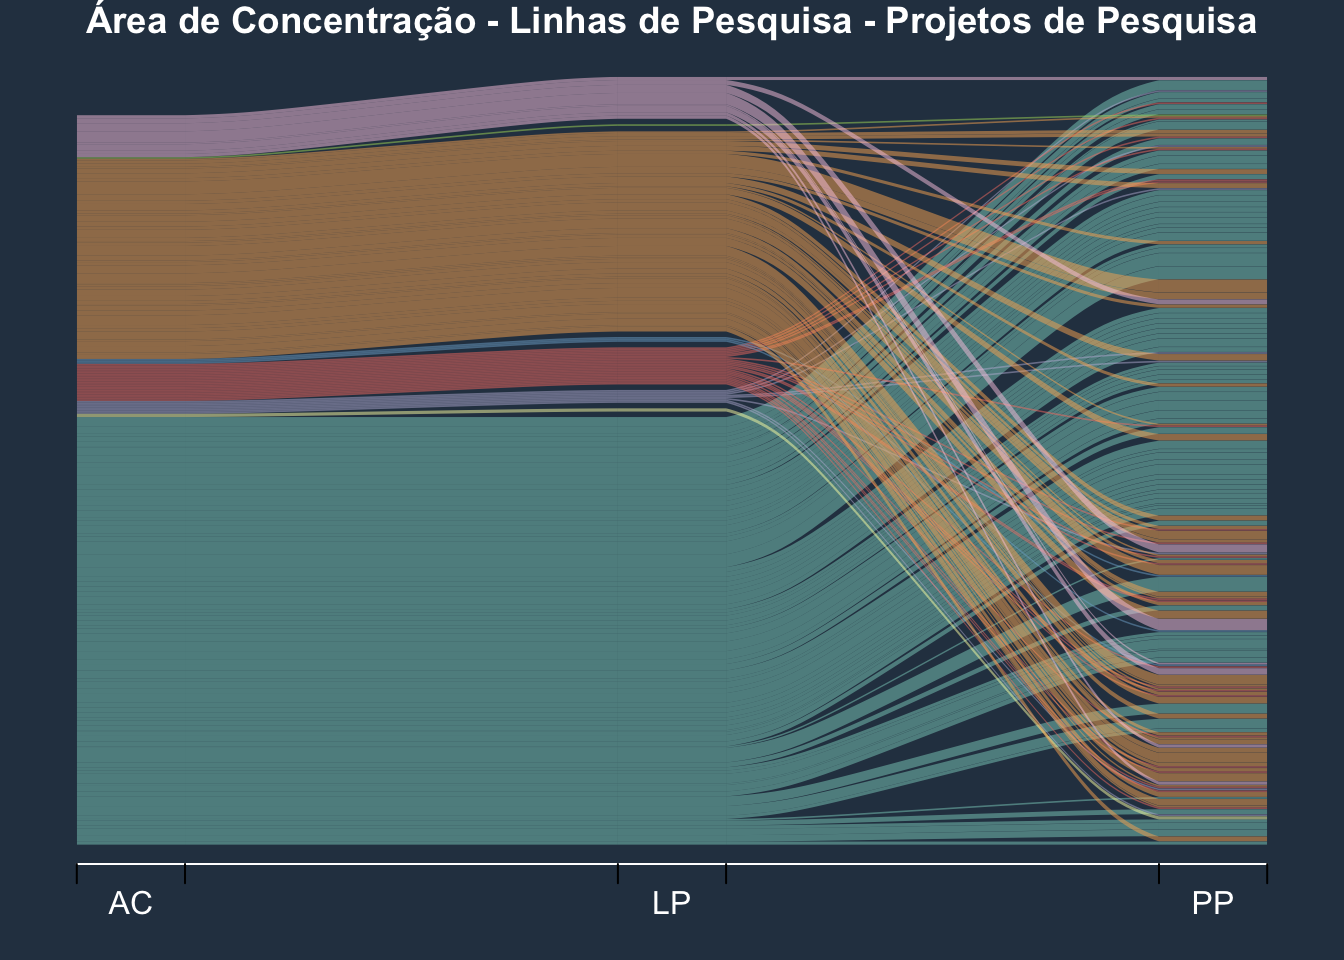 Área de Concentração - Linhas de Pesquisa - Projetos de Pesquisa
AC LP PP